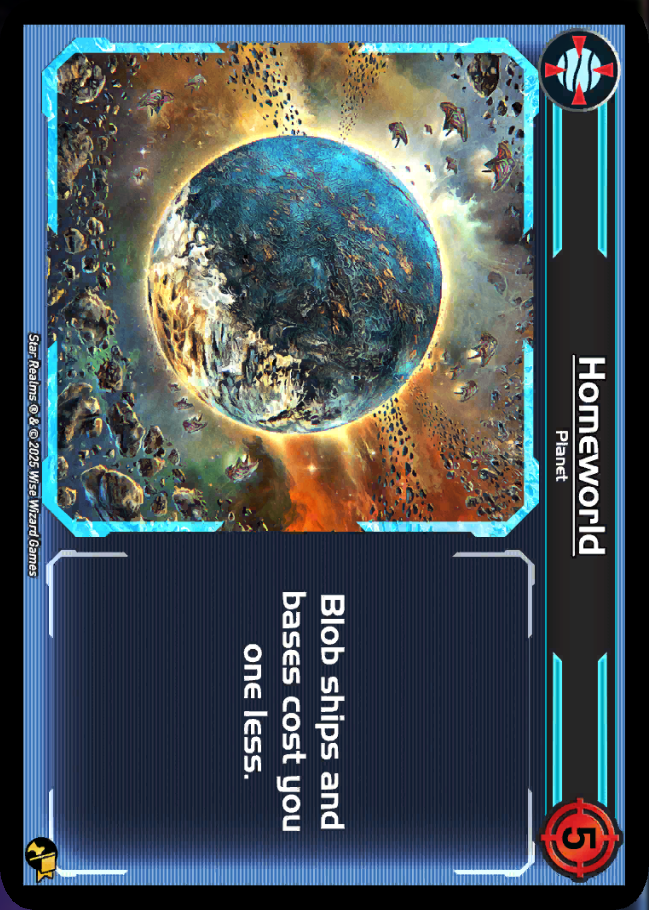 Homeworld
Planet
Blob ships and
bases cost you
one less.
5
Star Realms ® & © 2025 Wise Wizard Games